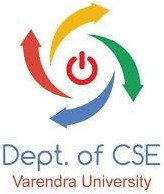 Dept. of CSE
Varendra University